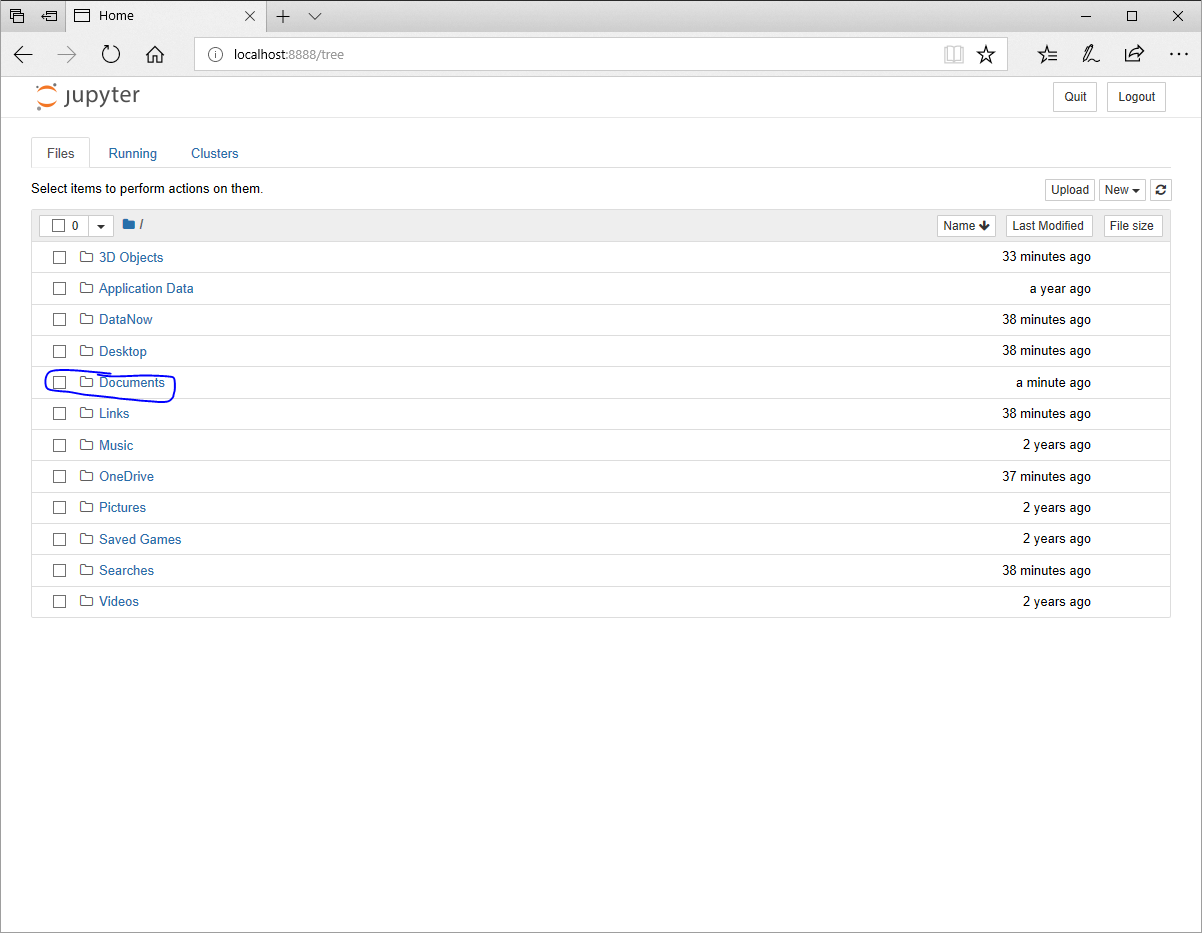 Home
localhost:8888/tree
jupyter
Quit Logout
Files Running Clusters
Select items to perform actions on them.
Upload New
0 / Name Last Modified File size
3D Objects 33 minutes ago
Application Data a year ago
DataNow 38 minutes ago
Desktop 38 minutes ago
Documents a minute ago
Links 38 minutes ago
Music 2 years ago
OneDrive 37 minutes ago
Pictures 2 years ago
Saved Games 2 years ago
Searches 38 minutes ago
Videos 2 years ago